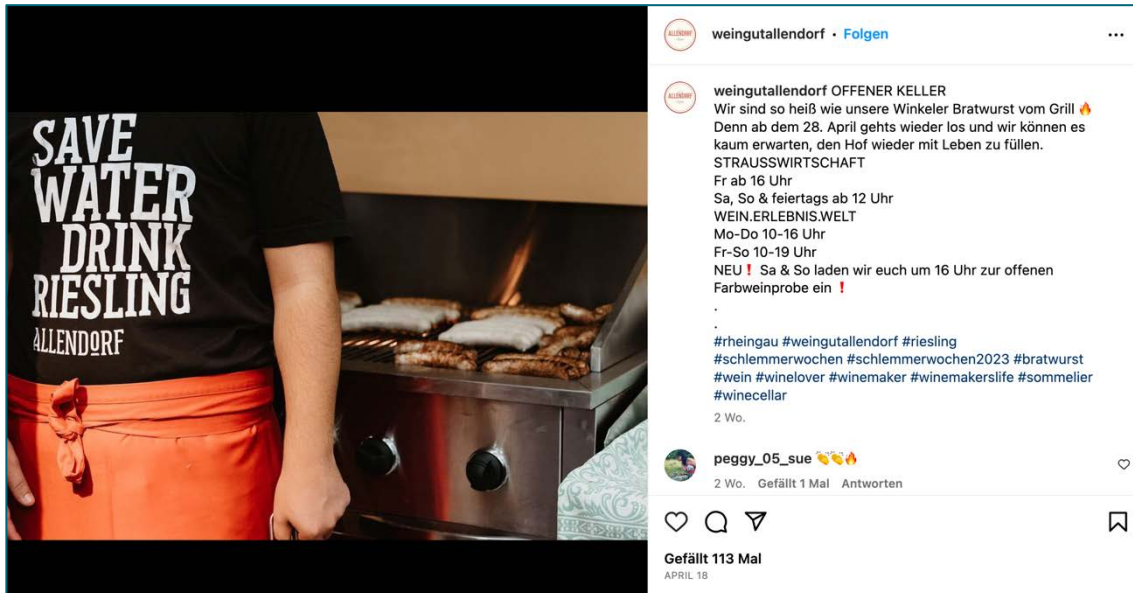 SAVE
WATER
DRINK
RIESLING
ALLENDORF
ALLENDORF
weingutallendorf • Folgen
ALLENDORF
weingutallendorf OFFENER KELLER
Wir sind so heiß wie unsere Winkeler Bratwurst vom Grill 🔥
Denn ab dem 28. April gehts wieder los und wir können es
kaum erwarten, den Hof wieder mit Leben zu füllen.
STRAUSSWIRTSCHAFT
Fr ab 16 Uhr
Sa, So & feiertags ab 12 Uhr
WEIN.ERLEBNIS.WELT
Mo-Do 10-16 Uhr
Fr-So 10-19 Uhr
NEU❗ Sa & So laden wir euch um 16 Uhr zur offenen
Farbweinprobe ein ❗
.
.
#rheingau #weingutallendorf #riesling
#schlemmerwochen #schlemmerwochen2023 #bratwurst
#wein #winelover #winemaker #winemakerslife #sommelier
#winecellar
2 Wo.
peggy_05_sue 👏👏🔥
2 Wo. Gefällt 1 Mal Antworten
Gefällt 113 Mal
APRIL 18